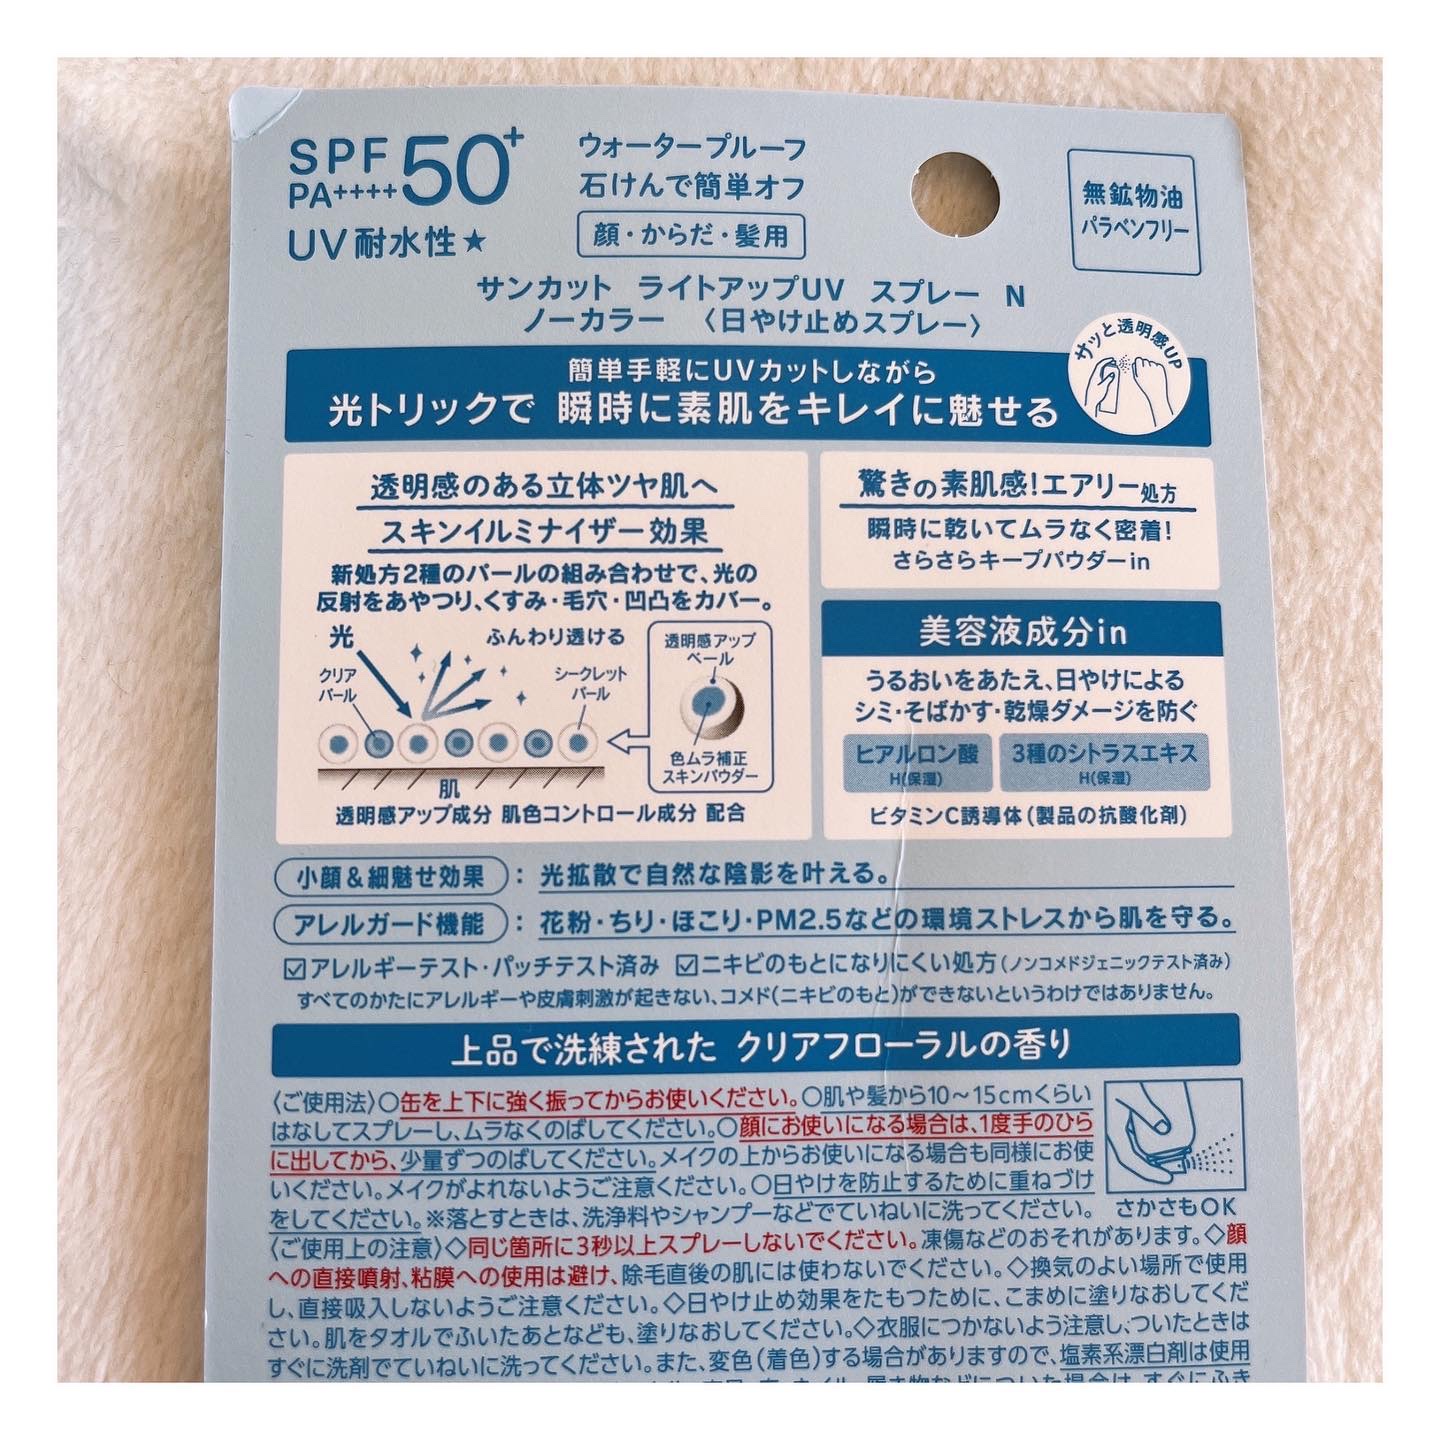 SPF50+
PA++++
UV耐水性★
ウォータープルーフ
石けんで簡単オフ
顔・からだ・髪用
無鉱物油
パラベンフリー
サンカット ライトアップUV スプレー N
ノーカラー 〈日やけ止めスプレー〉
サッと透明感UP
簡単手軽にUVカットしながら
光トリックで 瞬時に素肌をキレイに魅せる
透明感のある立体ツヤ肌へ
スキンイルミナイザー効果
新処方2種のパールの組み合わせで、光の
反射をあやつり、くすみ・毛穴・凹凸をカバー。
光
ふんわり透ける
クリア
パール
シークレット
パール
透明感アップ
ベール
色ムラ補正
スキンパウダー
肌
透明感アップ成分 肌色コントロール成分 配合
驚きの素肌感!エアリー処方
瞬時に乾いてムラなく密着!
さらさらキープパウダーin
美容液成分in
うるおいをあたえ、日やけによる
シミ・そばかす・乾燥ダメージを防ぐ
ヒアルロン酸
H(保湿)
3種のシトラスエキス
H(保湿)
ビタミンC誘導体(製品の抗酸化剤)
小顔&細魅せ効果:光拡散で自然な陰影を叶える。
アレルガード機能:花粉・ちり・ほこり・PM2.5などの環境ストレスから肌を守る。
☑アレルギーテスト・パッチテスト済み ☑ニキビのもとになりにくい処方(ノンコメドジェニックテスト済み)
すべてのかたにアレルギーや皮膚刺激が起きない、コメド(ニキビのもと)ができないというわけではありません。
上品で洗練された クリアフローラルの香り
〈ご使用法〉○缶を上下に強く振ってからお使いください。○肌や髪から10～15cmくらい
はなしてスプレーし、ムラなくのばしてください。○顔にお使いになる場合は、1度手のひら
に出してから、少量ずつのばしてください。メイクの上からお使いになる場合も同様にお使
いください。メイクがよれないようご注意ください。○日やけを防止するために重ねづけ
をしてください。※落とすときは、洗浄料やシャンプーなどでていねいに洗ってください。
さかさもOK
〈ご使用上の注意〉◇同じ箇所に3秒以上スプレーしないでください。凍傷などのおそれがあります。◇顔
への直接噴射、粘膜への使用は避け、除毛直後の肌には使わないでください。◇換気のよい場所で使用
し、直接吸入しないようご注意ください。◇日やけ止め効果をたもつために、こまめに塗りなおしてくだ
さい。肌をタオルでふいたあとなども、塗りなおしてください。◇衣服につかないよう注意し、ついたときは
すぐに洗剤でていねいに洗ってください。また、変色(着色)する場合がありますので、塩素系漂白剤は使用